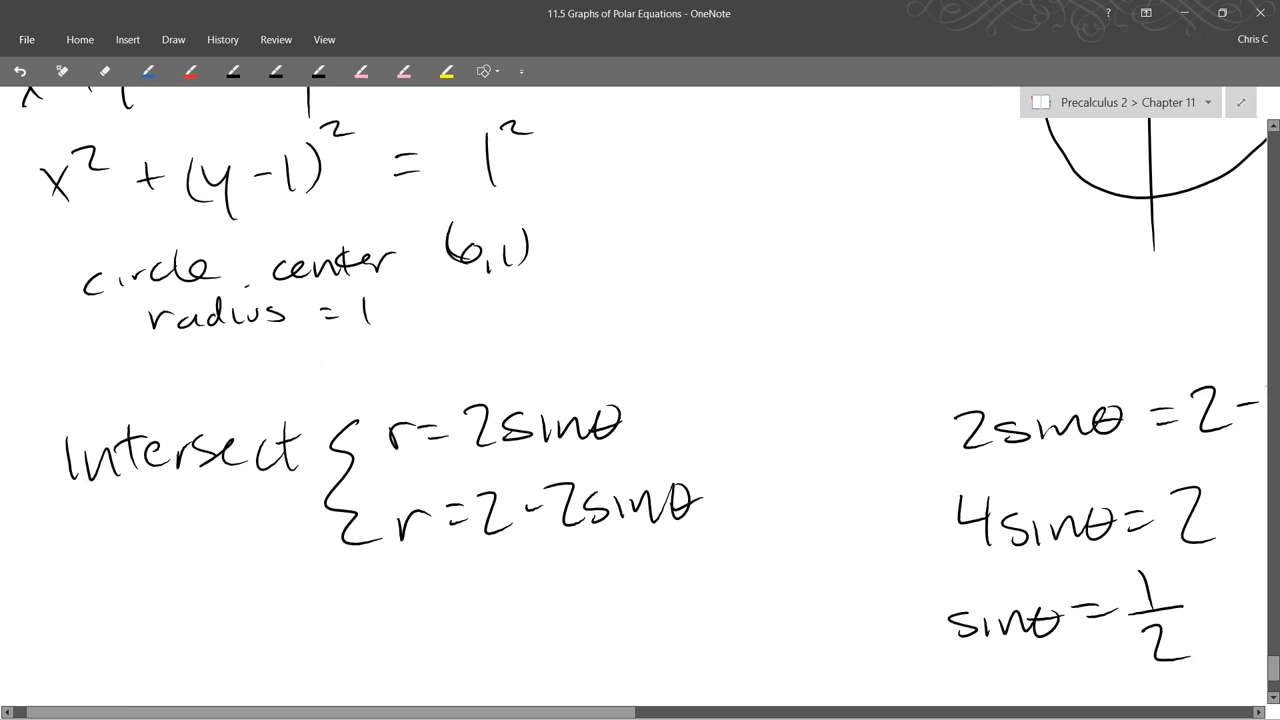 11.5 Graphs of Polar Equations - OneNote
File Home Insert Draw History Review View
Chris C
Precalculus 2 > Chapter 11
x² + (y - 1)² = 1²
circle. center (0,1)
radius = 1
Intersect { r = 2sinθ
r = 2 - 2sinθ
2sinθ = 2 -
4sinθ = 2
sinθ = 1/2